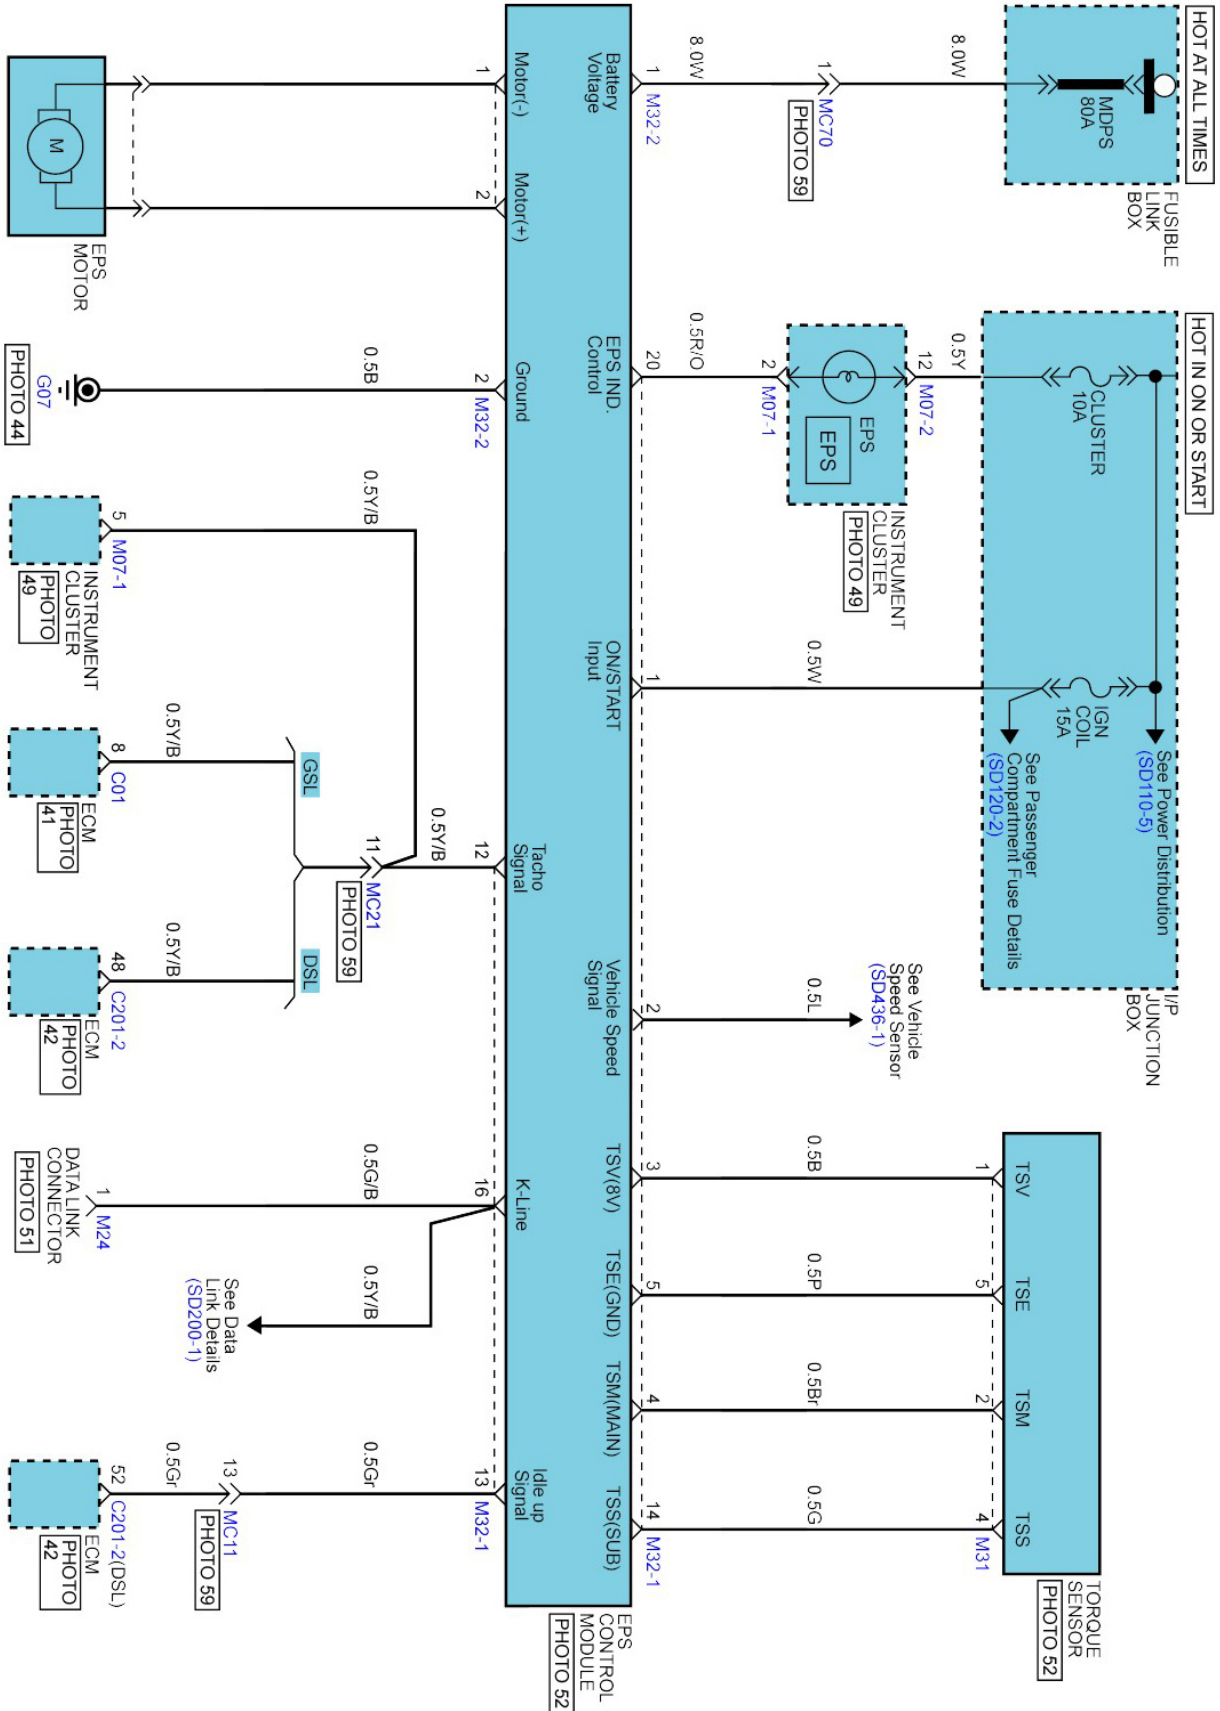 HOT AT ALL TIMES
HOT IN ON OR START
MDPS
80A
FUSIBLE
LINK
BOX
8.0W
1
MC70
PHOTO 59
8.0W
1
M32-2
CLUSTER
10A
IGN
COIL
15A
See Power Distribution
(SD110-5)
See Passenger
Compartment Fuse Details
(SD120-2)
I/P
JUNCTION
BOX
0.5Y
12
M07-2
EPS
EPS
INSTRUMENT
CLUSTER
PHOTO 49
2
M07-1
0.5R/O
20
0.5W
1
See Vehicle
Speed Sensor
(SD436-1)
0.5L
2
TORQUE
SENSOR
PHOTO 52
TSV
TSE
TSM
TSS
1
5
2
4
M31
0.5B
0.5P
0.5Br
0.5G
3
5
4
14
M32-1
Battery
Voltage
EPS IND.
Control
ON/START
Input
Vehicle Speed
Signal
TSV(8V)
TSE(GND)
TSM(MAIN)
TSS(SUB)
EPS
CONTROL
MODULE
PHOTO 52
Motor(-)
Motor(+)
Ground
Tacho
Signal
K-Line
Idle up
Signal
1
2
2
M32-2
12
16
13
M32-1
EPS
MOTOR
M
0.5B
G07
PHOTO 44
0.5Y/B
5
M07-1
INSTRUMENT
CLUSTER
PHOTO
49
0.5Y/B
11
MC21
PHOTO 59
GSL
DSL
0.5Y/B
8
C01
ECM
PHOTO
41
0.5Y/B
48
C201-2
ECM
PHOTO
42
0.5G/B
1
M24
DATA LINK
CONNECTOR
PHOTO 51
0.5Y/B
See Data
Link Details
(SD200-1)
0.5Gr
13
MC11
PHOTO 59
0.5Gr
52
C201-2(DSL)
ECM
PHOTO
42